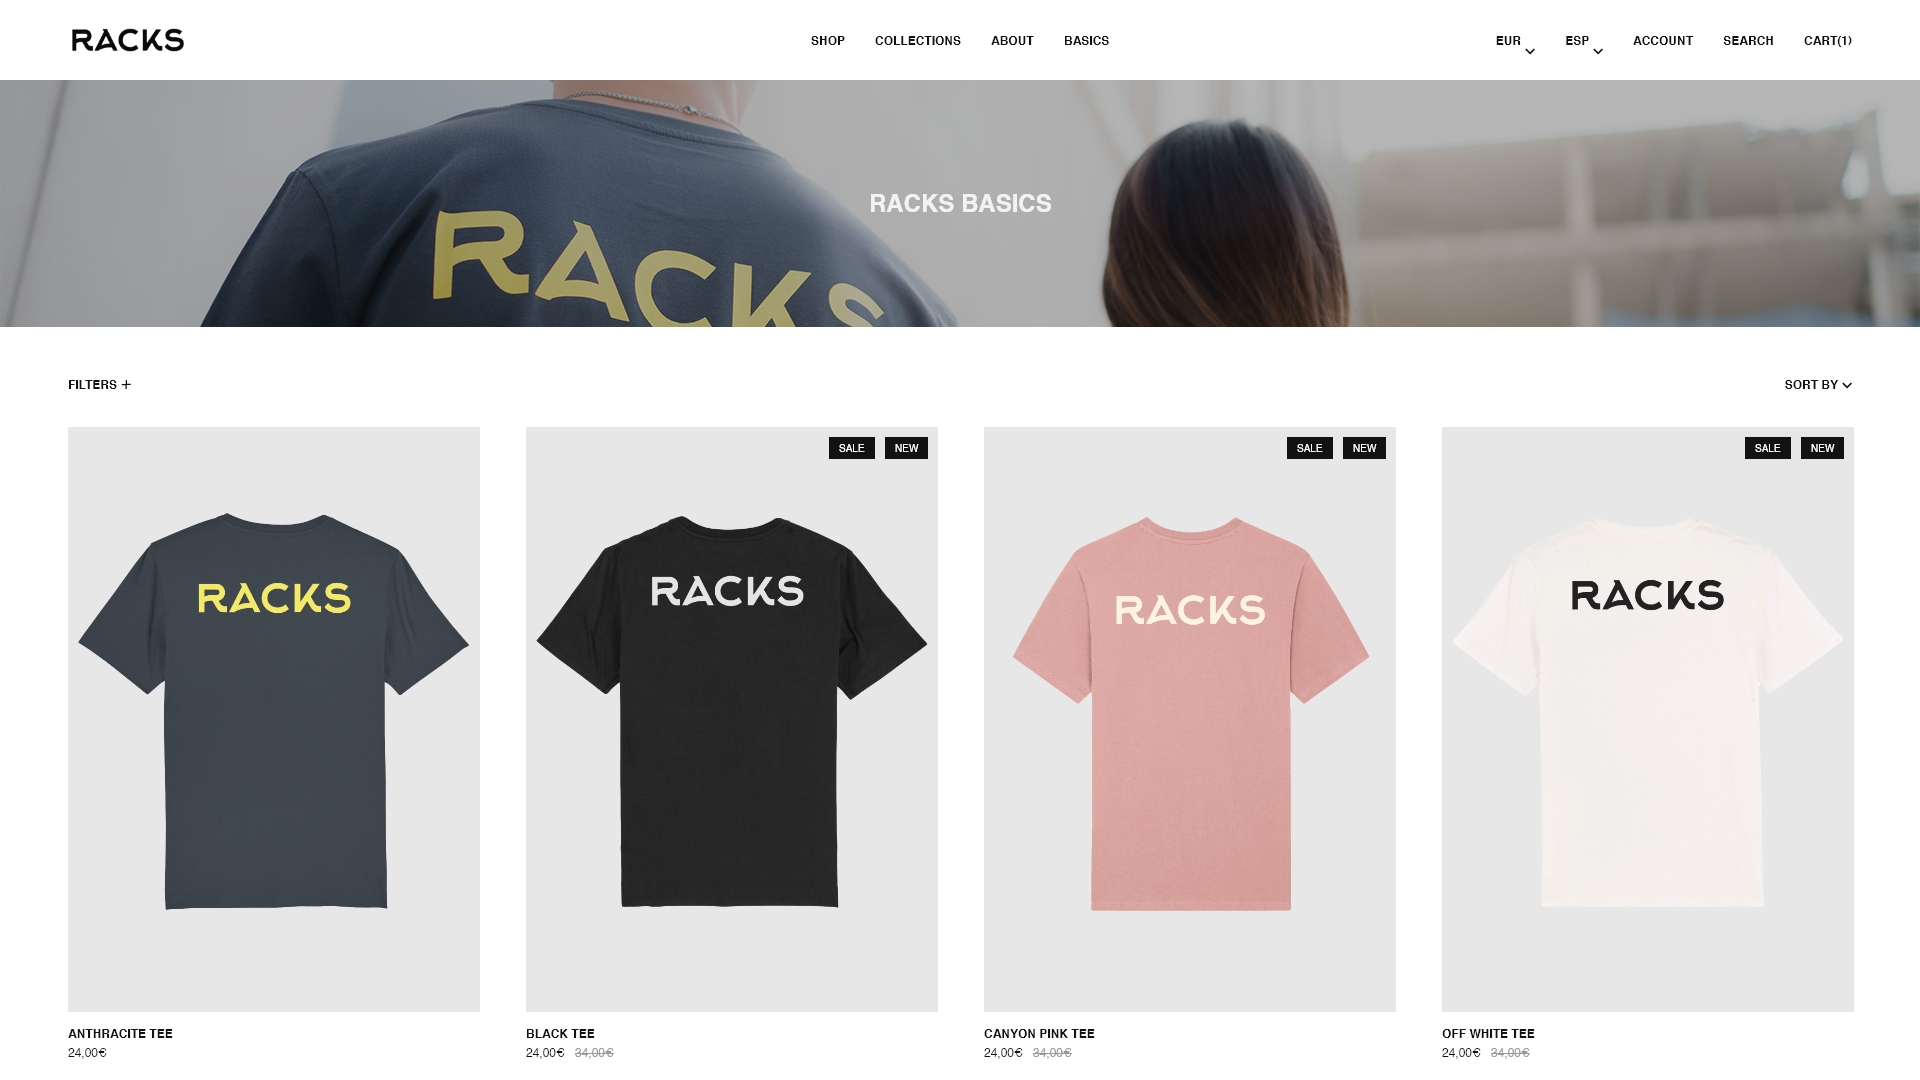 RACKS
SHOP COLLECTIONS ABOUT BASICS
EUR ESP ACCOUNT SEARCH CART(1)
RACKS
RACKS BASICS
FILTERS +
SORT BY
SALE NEW
SALE NEW
SALE NEW
RACKS
RACKS
RACKS
RACKS
ANTHRACITE TEE
24,00€
BLACK TEE
24,00€ 34,00€
CANYON PINK TEE
24,00€ 34,00€
OFF WHITE TEE
24,00€ 34,00€